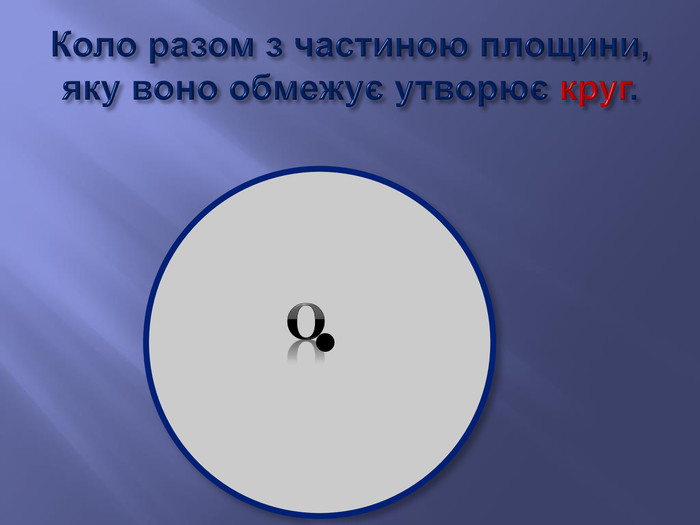 Коло разом з частиною площини,
яку воно обмежує утворює круг.
О